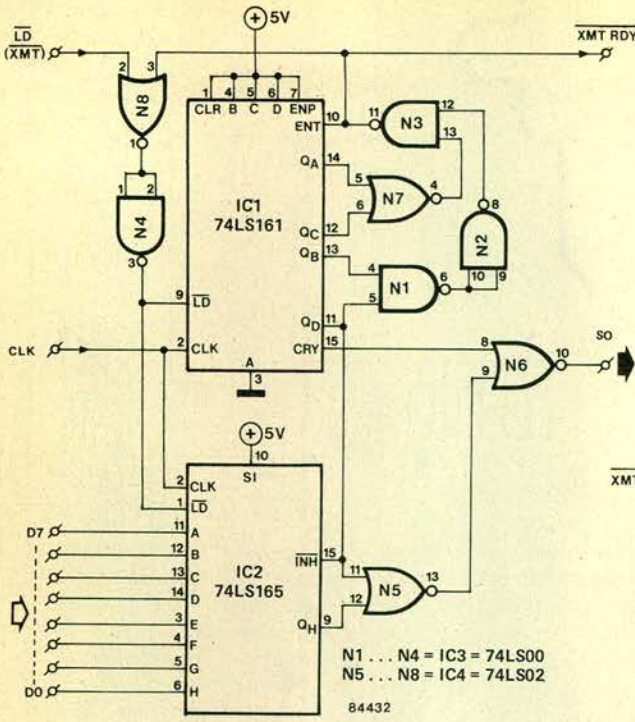 5V
LD
(XMT)
XMT RDY
2 3
N8
1
1 4 5 6 7
CLR B C D ENP
ENT 10
11 N3 12
13
1 2
N4
3
IC1
74LS161
QA 14
5 N7 4
6
QC 12
QB 13
8
N2
10 9
4 N1 6
5
9 LD
QD 11
CRY 15
CLK
2 CLK
A
3
8 N6 10
9
SO
5V
10
SI
2 CLK
1 LD
XMT
D7
11 A
12 B
13 C
14 D
3 E
4 F
5 G
D0
6 H
IC2
74LS165
INH 15
QH 9
11 N5 13
12
N1 ... N4 = IC3 = 74LS00
N5 ... N8 = IC4 = 74LS02
84432